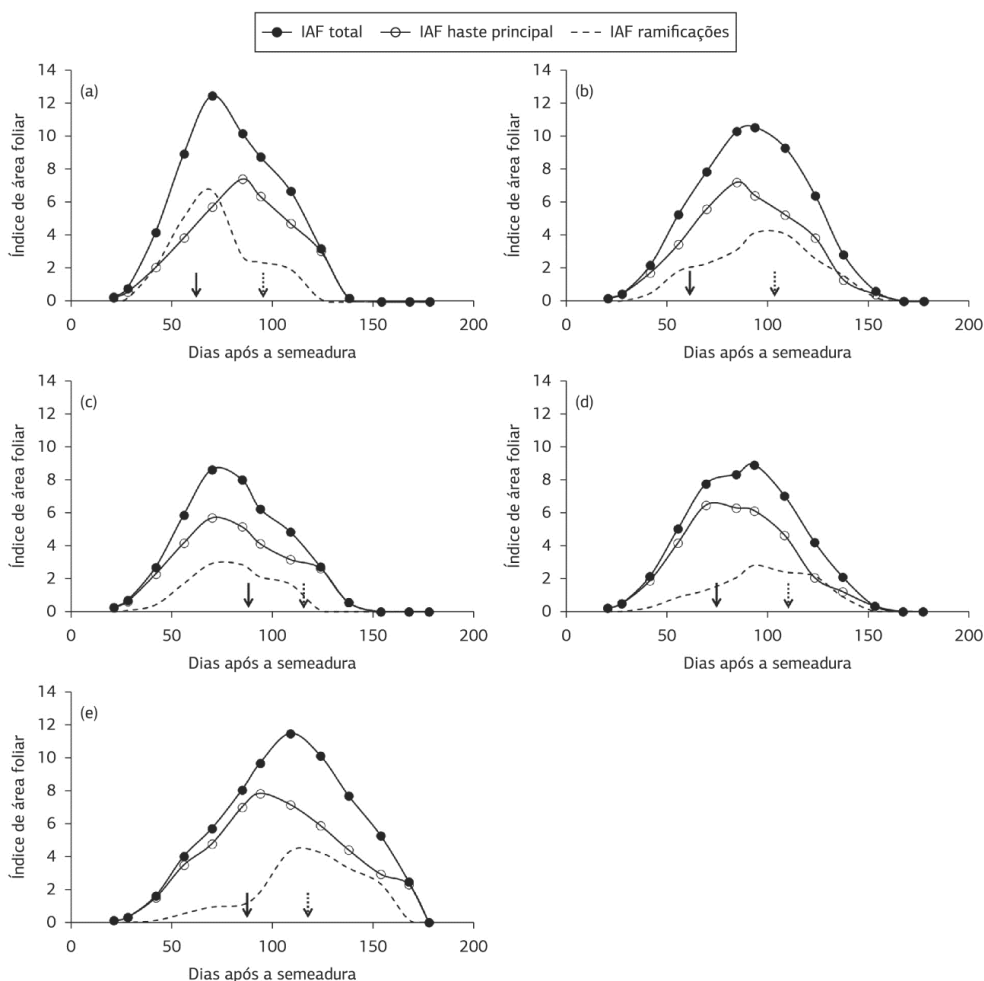 IAF total IAF haste principal IAF ramificações
Índice de área foliar
14
12
10
8
6
4
2
0
(a)
0 50 100 150 200
Dias após a semeadura
Índice de área foliar
14
12
10
8
6
4
2
0
(b)
0 50 100 150 200
Dias após a semeadura
Índice de área foliar
14
12
10
8
6
4
2
0
(c)
0 50 100 150 200
Dias após a semeadura
Índice de área foliar
14
12
10
8
6
4
2
0
(d)
0 50 100 150 200
Dias após a semeadura
Índice de área foliar
14
12
10
8
6
4
2
0
(e)
0 50 100 150 200
Dias após a semeadura